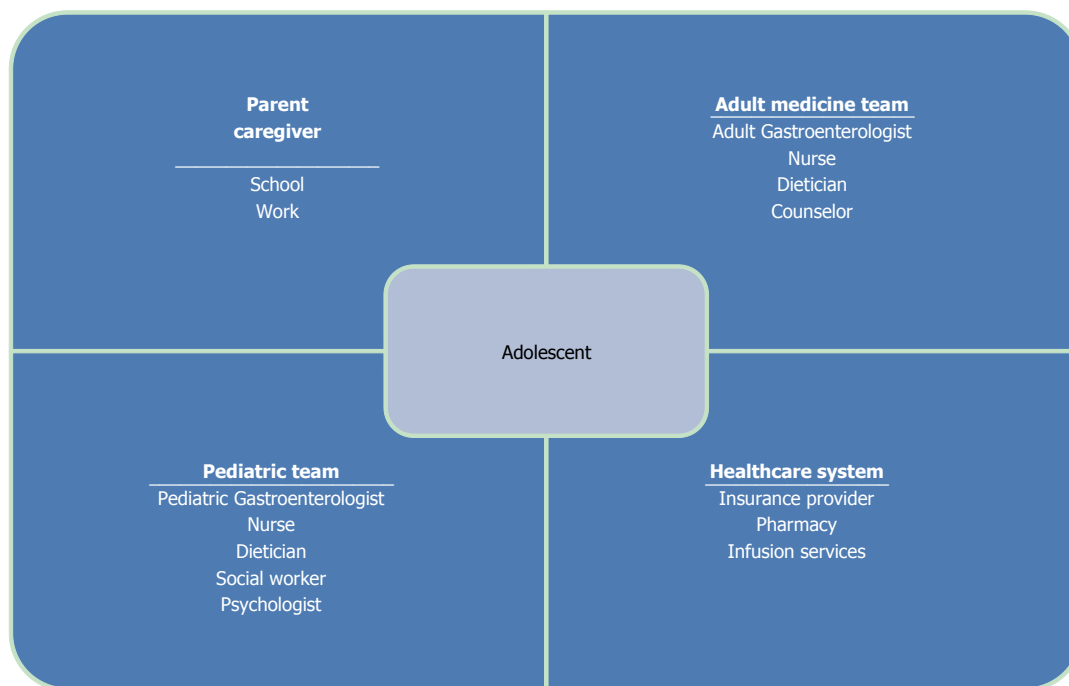 Parent
caregiver
School
Work
Adult medicine team
Adult Gastroenterologist
Nurse
Dietician
Counselor
Adolescent
Pediatric team
Pediatric Gastroenterologist
Nurse
Dietician
Social worker
Psychologist
Healthcare system
Insurance provider
Pharmacy
Infusion services